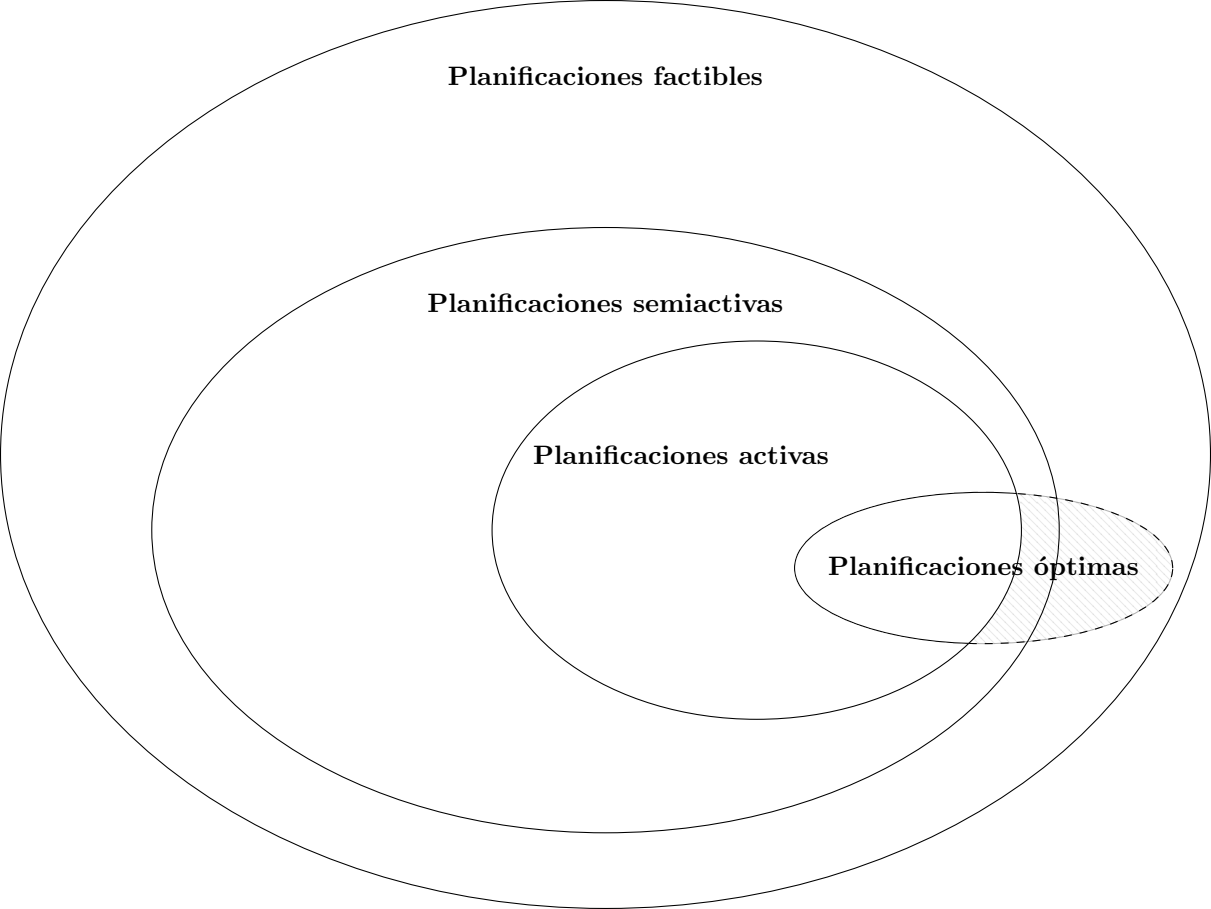 Planificaciones factibles
Planificaciones semiactivas
Planificaciones activas
Planificaciones óptimas